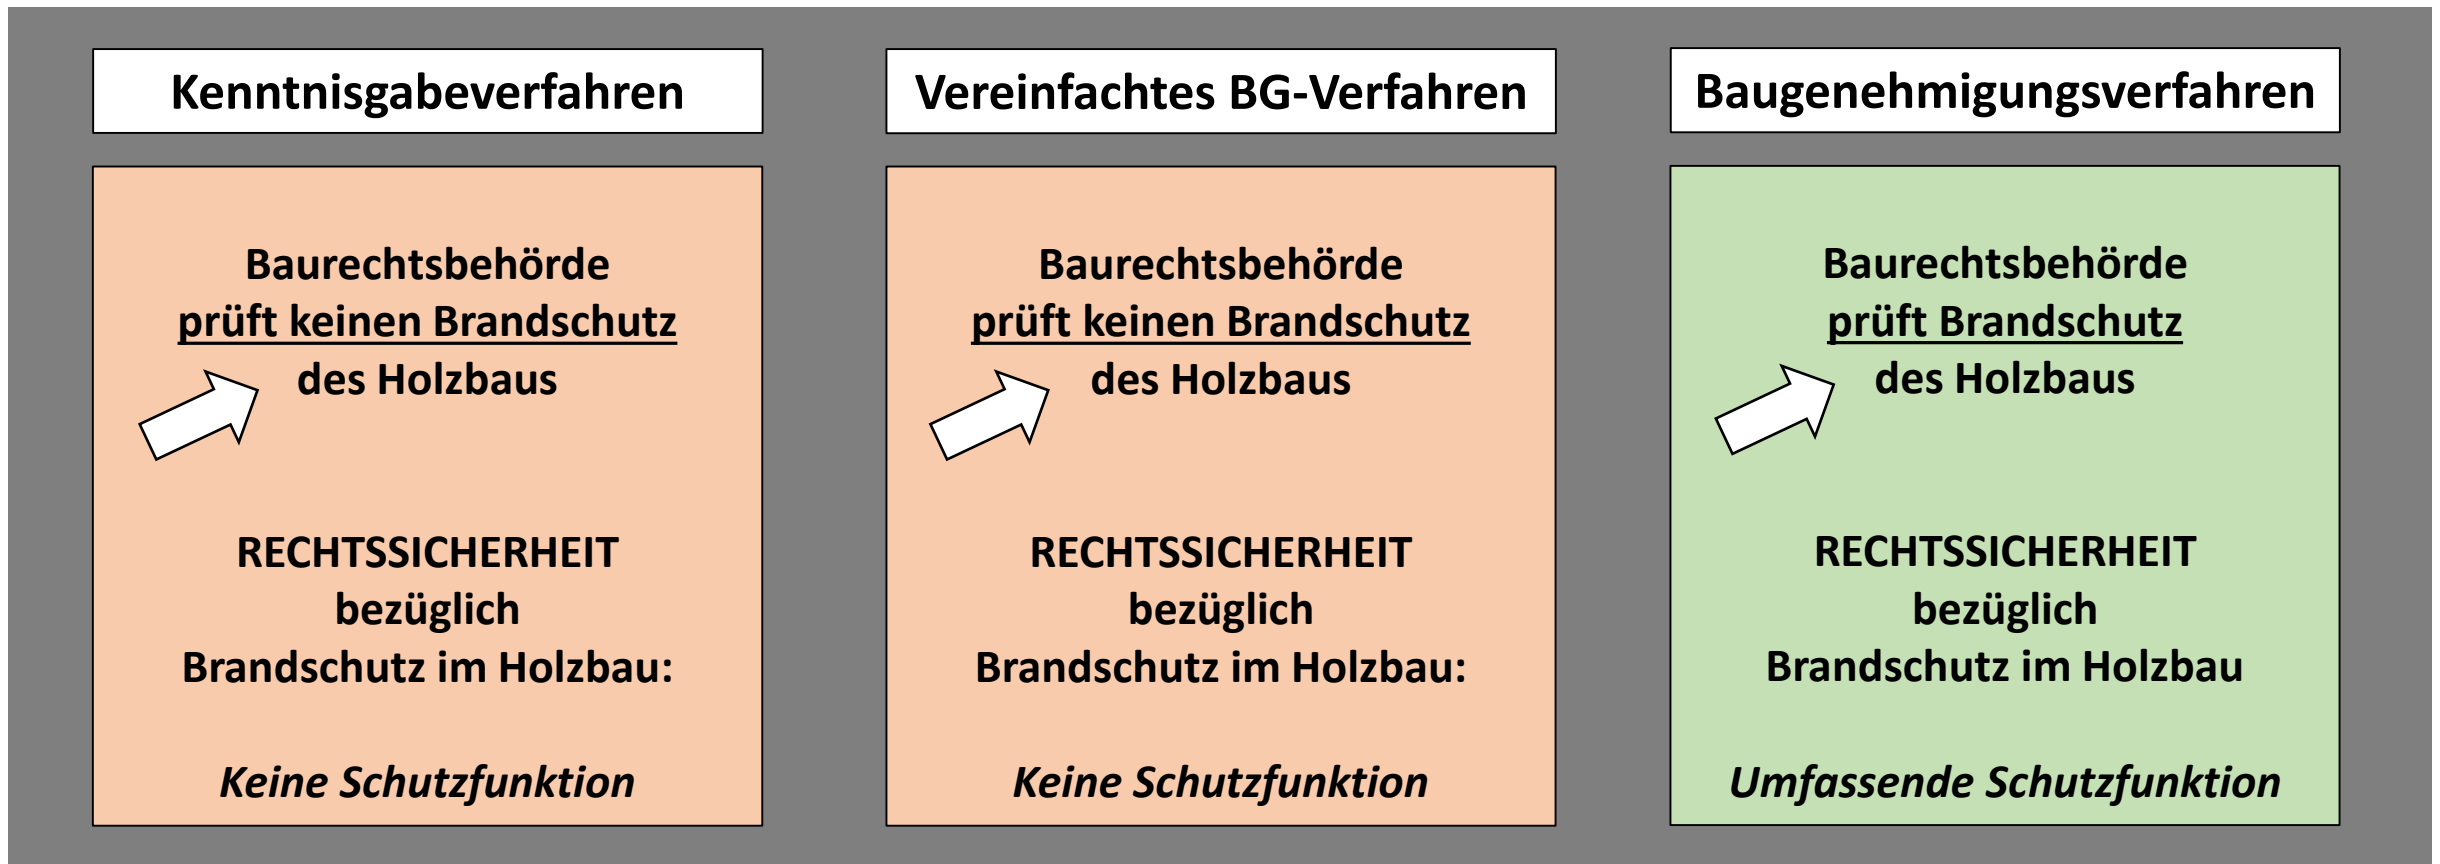 Kenntnisgabeverfahren
Baurechtsbehörde
prüft keinen Brandschutz
des Holzbaus
RECHTSSICHERHEIT
bezüglich
Brandschutz im Holzbau:
Keine Schutzfunktion
Vereinfachtes BG-Verfahren
Baurechtsbehörde
prüft keinen Brandschutz
des Holzbaus
RECHTSSICHERHEIT
bezüglich
Brandschutz im Holzbau:
Keine Schutzfunktion
Baugenehmigungsverfahren
Baurechtsbehörde
prüft Brandschutz
des Holzbaus
RECHTSSICHERHEIT
bezüglich
Brandschutz im Holzbau
Umfassende Schutzfunktion